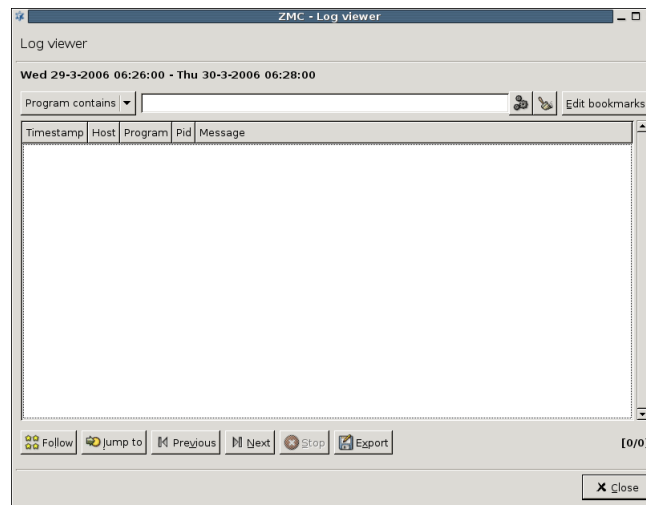 ZMC - Log viewer
Log viewer
Wed 29-3-2006 06:26:00 - Thu 30-3-2006 06:28:00
Program contains Edit bookmarks
Timestamp Host Program Pid Message
Follow Jump to Previous Next Stop Export [0/0]
Close